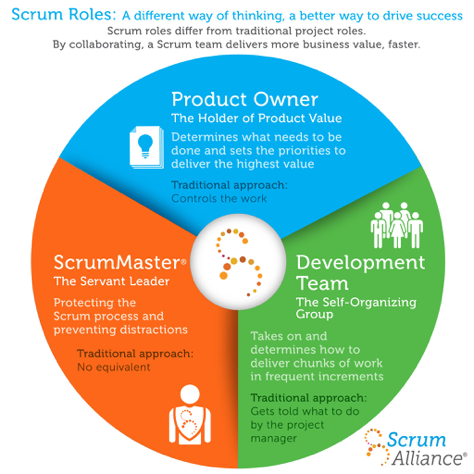 Scrum Roles: A different way of thinking, a better way to drive success
Scrum roles differ from traditional project roles.
By collaborating, a Scrum team delivers more business value, faster.
Product Owner
The Holder of Product Value
Determines what needs to be
done and sets the priorities to
deliver the highest value
Traditional approach:
Controls the work
ScrumMaster®
The Servant Leader
Protecting the
Scrum process and
preventing distractions
Traditional approach:
No equivalent
Development
Team
The Self-Organizing
Group
Takes on and
determines how to
deliver chunks of work
in frequent increments
Traditional approach:
Gets told what to do
by the project
manager
Scrum
Alliance®